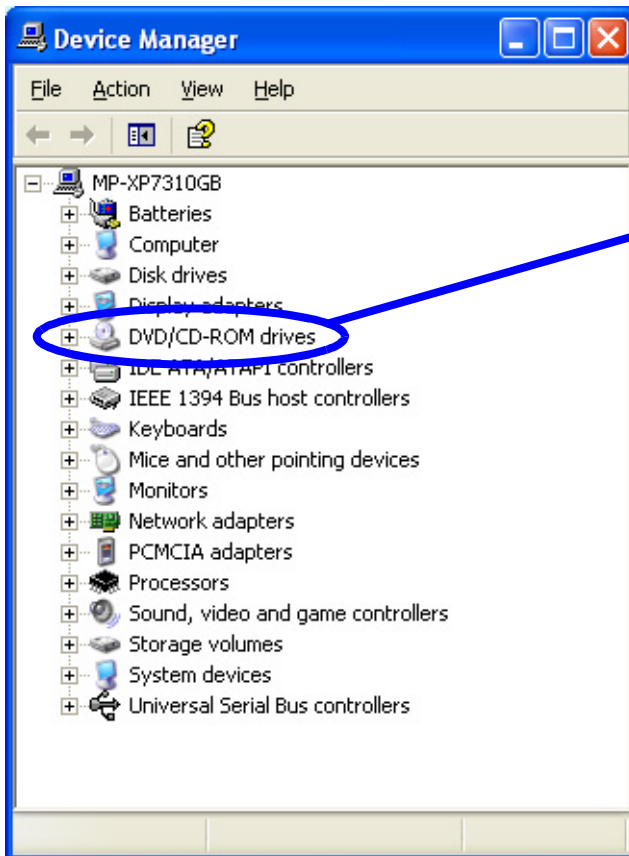 Device Manager
File Action View Help
MP-XP7310GB
Batteries
Computer
Disk drives
Display adapters
DVD/CD-ROM drives
IDE ATA/ATAPI controllers
IEEE 1394 Bus host controllers
Keyboards
Mice and other pointing devices
Monitors
Network adapters
PCMCIA adapters
Processors
Sound, video and game controllers
Storage volumes
System devices
Universal Serial Bus controllers